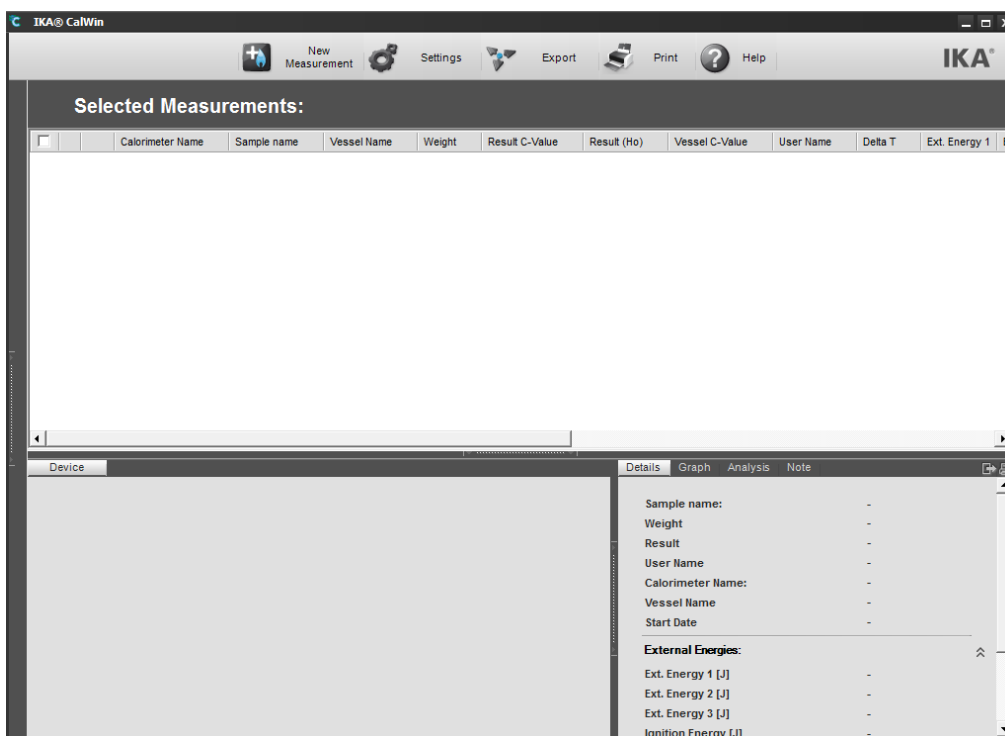 IKA® CalWin
New Measurement Settings Export Print Help IKA®
Selected Measurements:
Calorimeter Name Sample name Vessel Name Weight Result C-Value Result (Ho) Vessel C-Value User Name Delta T Ext. Energy 1
Device
Details Graph Analysis Note
Sample name: -
Weight -
Result -
User Name -
Calorimeter Name: -
Vessel Name -
Start Date -
External Energies:
Ext. Energy 1 [J] -
Ext. Energy 2 [J] -
Ext. Energy 3 [J] -
Ignition Energy [J] -